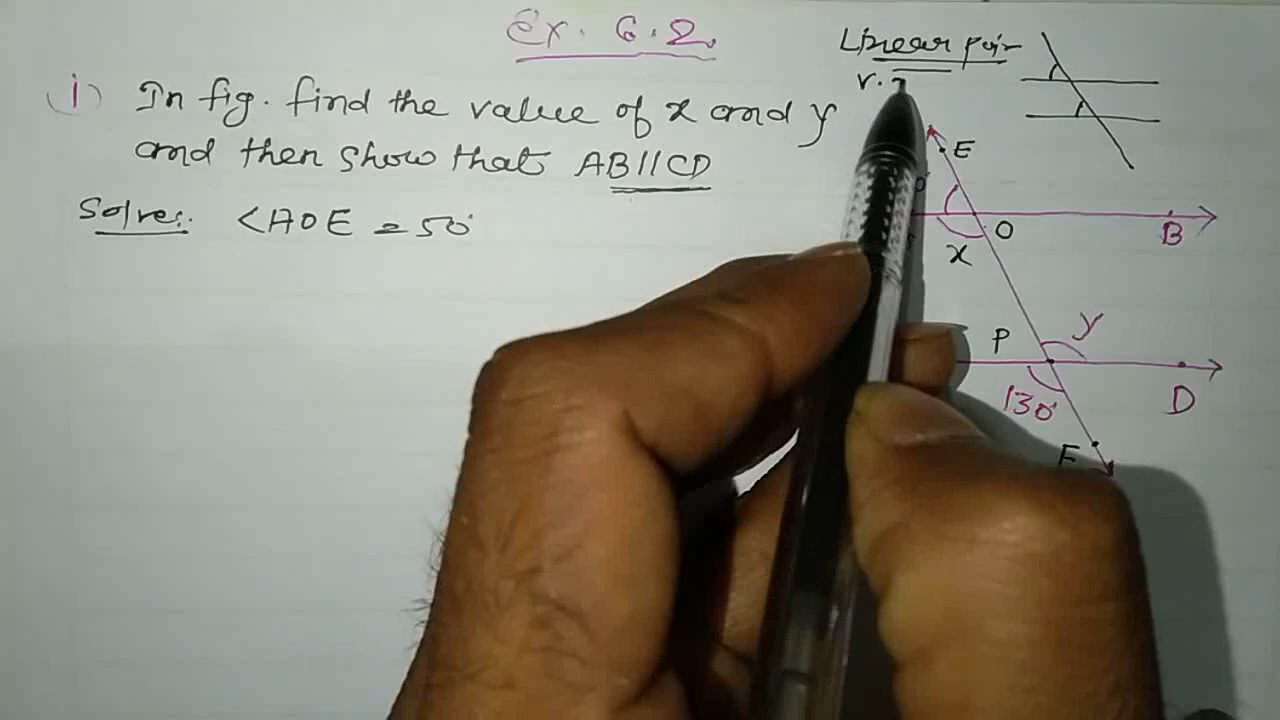 Ex. 6.2.
(1) In fig. find the value of x and y
and then show that AB//CD
Solve:. <AOE = 50°
Linear pair
v.
E
O
B
x
P
y
130°
D
F